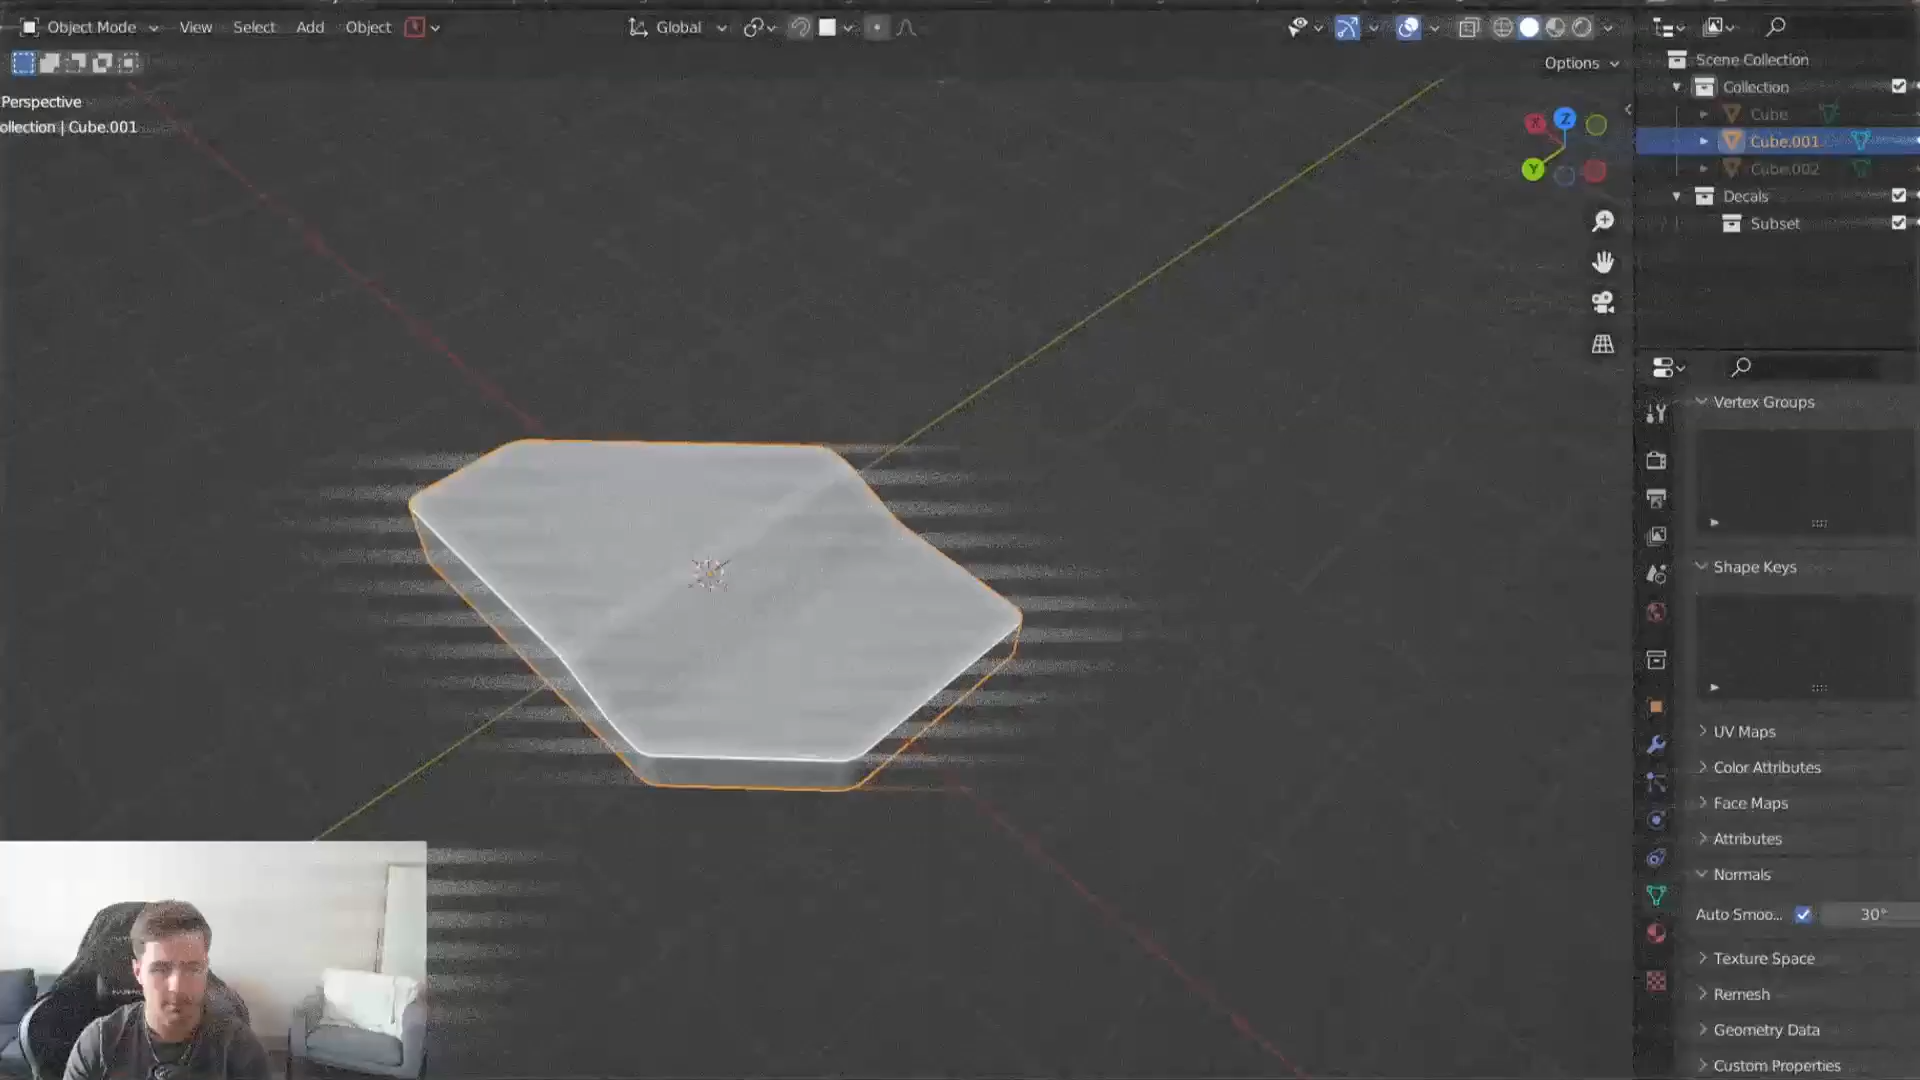 Object Mode View Select Add Object Global
Options
Perspective
ollection | Cube.001
X Z
Y
Scene Collection
Collection
Cube
Cube.001
Cube.002
Decals
Subset
Vertex Groups
Shape Keys
UV Maps
Color Attributes
Face Maps
Attributes
Normals
Auto Smoo... 30°
Texture Space
Remesh
Geometry Data
Custom Properties